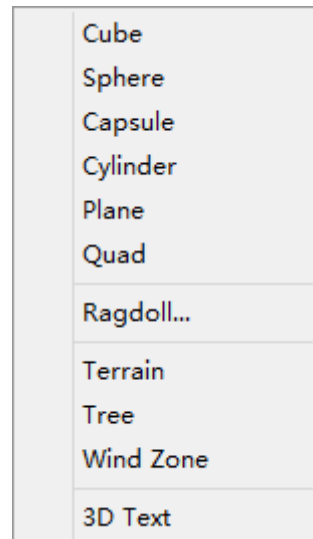 Cube
Sphere
Capsule
Cylinder
Plane
Quad
Ragdoll...
Terrain
Tree
Wind Zone
3D Text